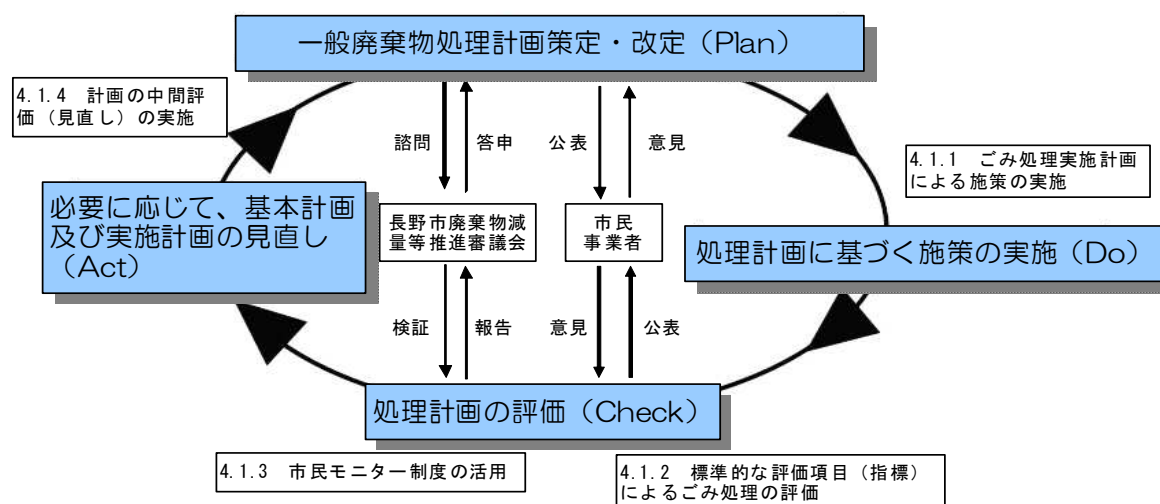 一般廃棄物処理計画策定・改定（Plan）
4.1.4 計画の中間評
価（見直し）の実施
諮問
答申
公表
意見
4.1.1 ごみ処理実施計画
による施策の実施
必要に応じて、基本計画
及び実施計画の見直し
（Act）
長野市廃棄物減
量等推進審議会
市民
事業者
処理計画に基づく施策の実施（Do）
検証
報告
意見
公表
処理計画の評価（Check）
4.1.3 市民モニター制度の活用
4.1.2 標準的な評価項目（指標）
によるごみ処理の評価